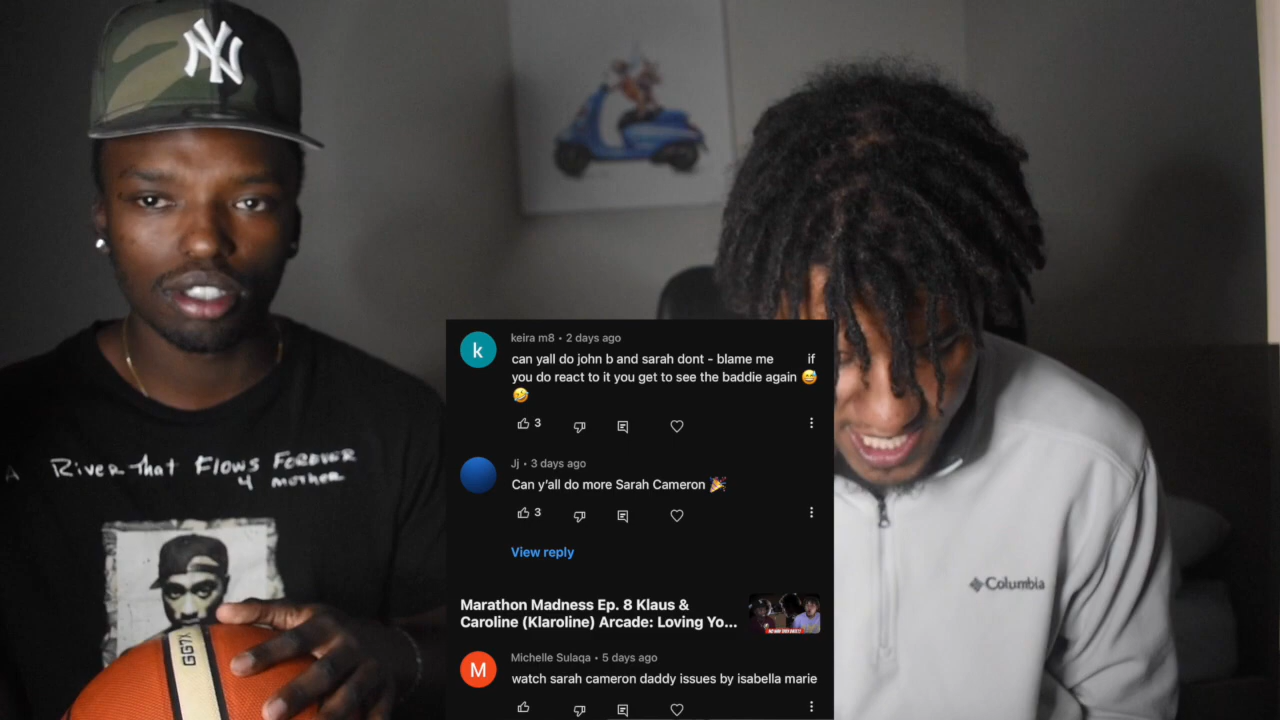 NY
A RIVER THAT FLOWS FOREVER
4 MOTHER
GG7X
Columbia
keira m8 • 2 days ago
can yall do john b and sarah dont - blame me if
you do react to it you get to see the baddie again 😅
🤣
3
Jj • 3 days ago
Can y’all do more Sarah Cameron 🎉
3
View reply
Marathon Madness Ep. 8 Klaus &
Caroline (Klaroline) Arcade: Loving Yo...
M
Michelle Sulaqa • 5 days ago
watch sarah cameron daddy issues by isabella marie
k